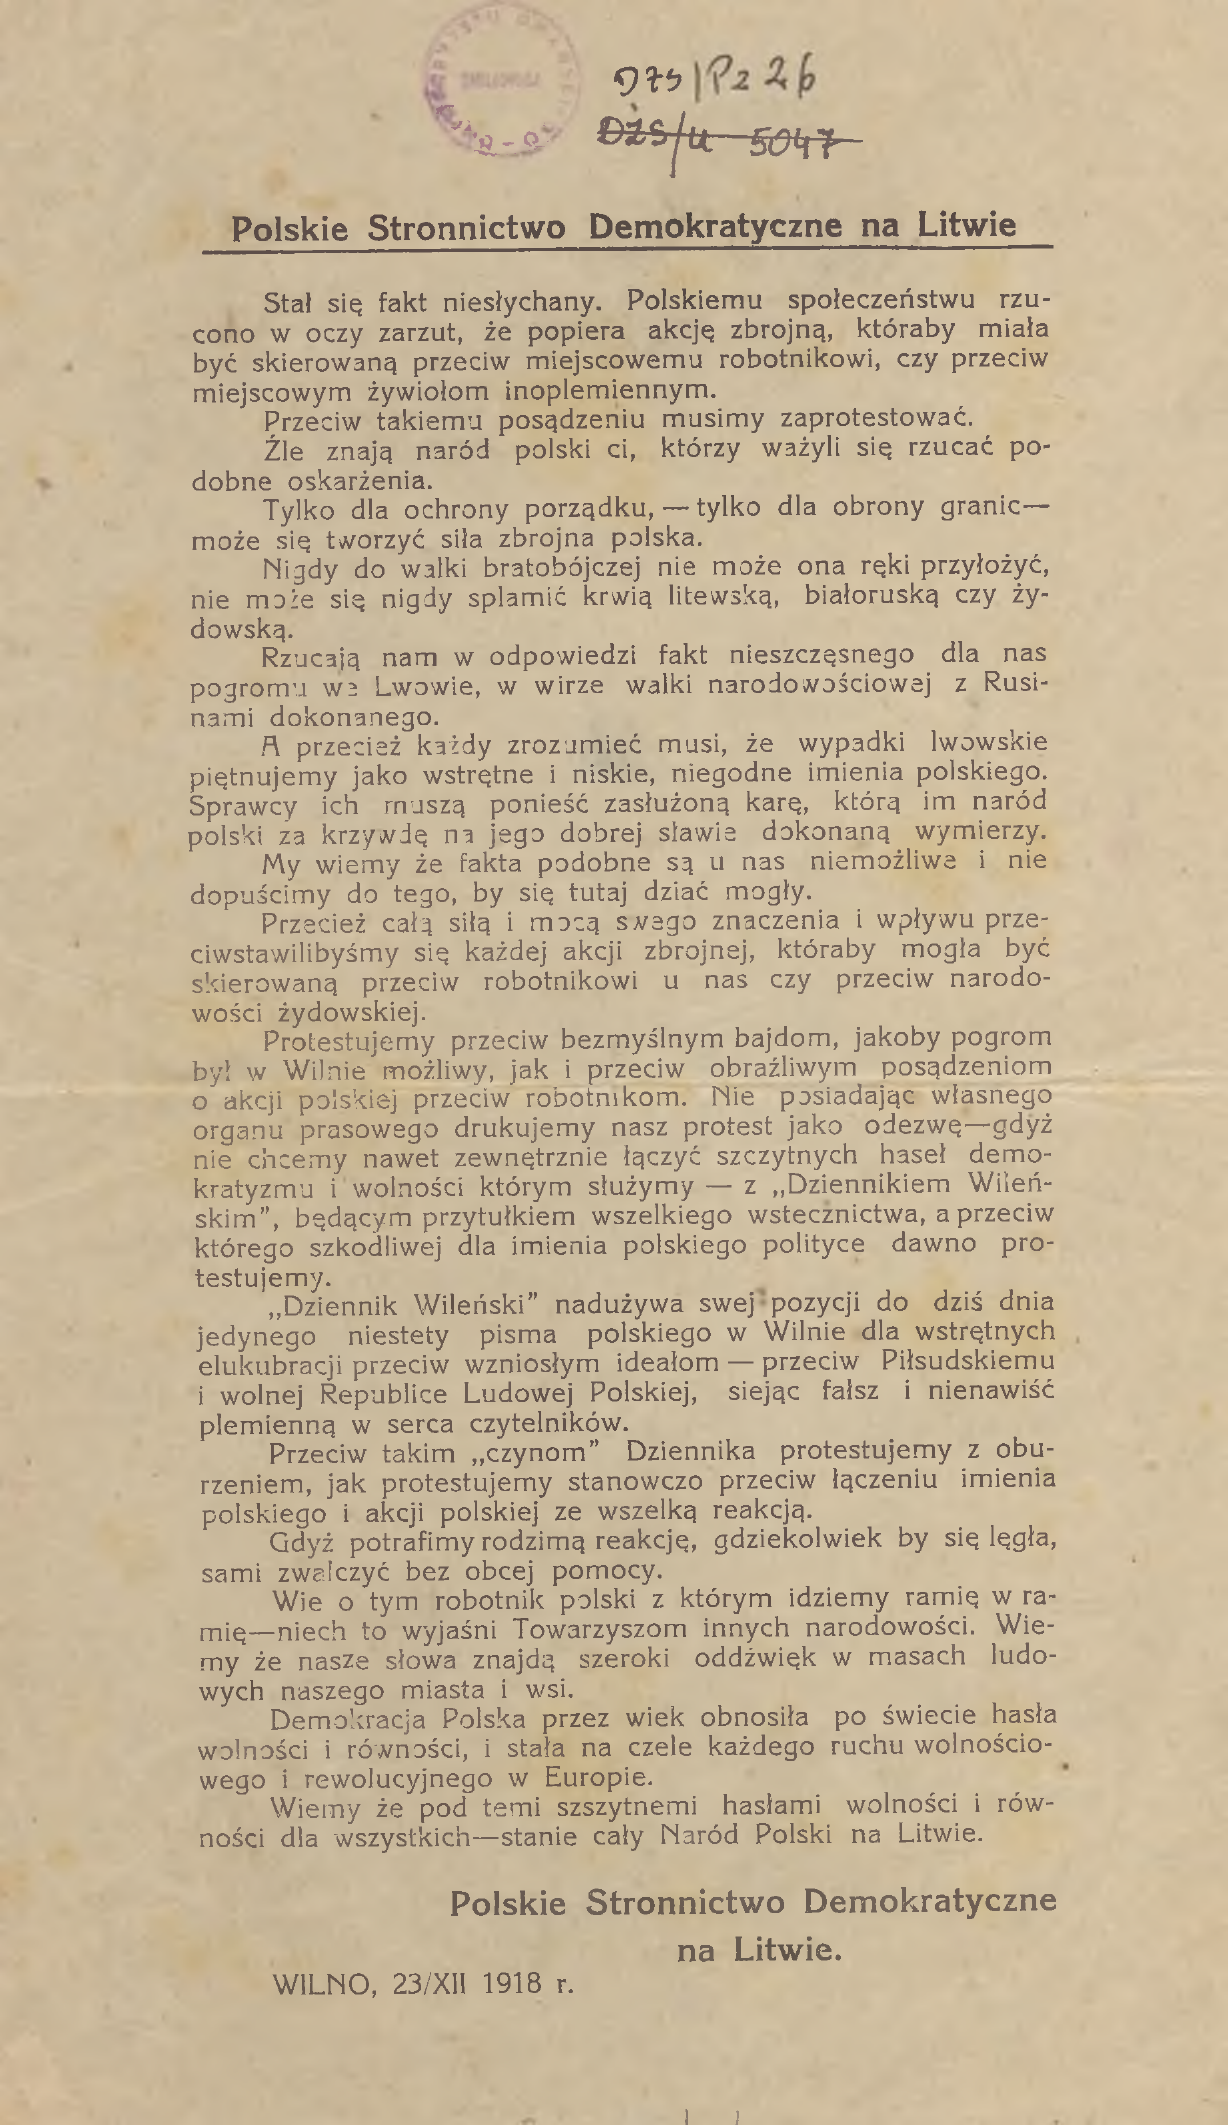 Polskie Stronnictwo Demokratyczne na Litwie
Stał się fakt niesłychany. Polskiemu społeczeństwu rzu-
cono w oczy zarzut, że popiera akcję zbrojną, któraby miała
być skierowaną przeciw miejscowemu robotnikowi, czy przeciw
miejscowym żywiołom inoplemiennym.
Przeciw takiemu posądzeniu musimy zaprotestować.
Źle znają naród polski ci, którzy ważyli się rzucać po-
dobne oskarżenia.
Tylko dla ochrony porządku, — tylko dla obrony granic—
może się tworzyć siła zbrojna polska.
Nigdy do walki bratobójczej nie może ona ręki przyłożyć,
nie może się nigdy splamić krwią litewską, białoruską czy ży-
dowską.
Rzucają nam w odpowiedzi fakt nieszczęsnego dla nas
pogromu we Lwowie, w wirze walki narodowościowej z Rusi-
nami dokonanego.
A przecież każdy zrozumieć musi, że wypadki lwowskie
piętnujemy jako wstrętne i niskie, niegodne imienia polskiego.
Sprawcy ich muszą ponieść zasłużoną karę, którą im naród
polski za krzywdę na jego dobrej sławie dokonaną wymierzy.
My wiemy że fakta podobne są u nas niemożliwe i nie
dopuścimy do tego, by się tutaj dziać mogły.
Przecież całą siłą i mocą swego znaczenia i wpływu prze-
ciwstawilibyśmy się każdej akcji zbrojnej, któraby mogła być
skierowaną przeciw robotnikowi u nas czy przeciw narodo-
wości żydowskiej.
Protestujemy przeciw bezmyślnym bajdom, jakoby pogrom
był w Wilnie możliwy, jak i przeciw obraźliwym posądzeniom
o akcji polskiej przeciw robotnikom. Nie posiadając własnego
organu prasowego drukujemy nasz protest jako odezwę—gdyż
nie chcemy nawet zewnętrznie łączyć szczytnych haseł demo-
kratyzmu i wolności którym służymy — z „Dziennikiem Wileń-
skim”, będącym przytułkiem wszelkiego wstecznictwa, a przeciw
którego szkodliwej dla imienia polskiego polityce dawno pro-
testujemy.
„Dziennik Wileński” nadużywa swej pozycji do dziś dnia
jedynego niestety pisma polskiego w Wilnie dla wstrętnych
elukubracji przeciw wzniosłym ideałom — przeciw Piłsudskiemu
i wolnej Republice Ludowej Polskiej, siejąc fałsz i nienawiść
plemienną w serca czytelników.
Przeciw takim „czynom” Dziennika protestujemy z obu-
rzeniem, jak protestujemy stanowczo przeciw łączeniu imienia
polskiego i akcji polskiej ze wszelką reakcją.
Gdyż potrafimy rodzimą reakcję, gdziekolwiek by się lęgła,
sami zwalczyć bez obcej pomocy.
Wie o tym robotnik polski z którym idziemy ramię w ra-
mię—niech to wyjaśni Towarzyszom innych narodowości. Wie-
my że nasze słowa znajdą szeroki oddźwięk w masach ludo-
wych naszego miasta i wsi.
Demokracja Polska przez wiek obnosiła po świecie hasła
wolności i równości, i stała na czele każdego ruchu wolnościo-
wego i rewolucyjnego w Europie.
Wiemy że pod temi szszytnemi hasłami wolności i rów-
ności dla wszystkich—stanie cały Naród Polski na Litwie.
Polskie Stronnictwo Demokratyczne
na Litwie.
WILNO, 23/XII 1918 r.